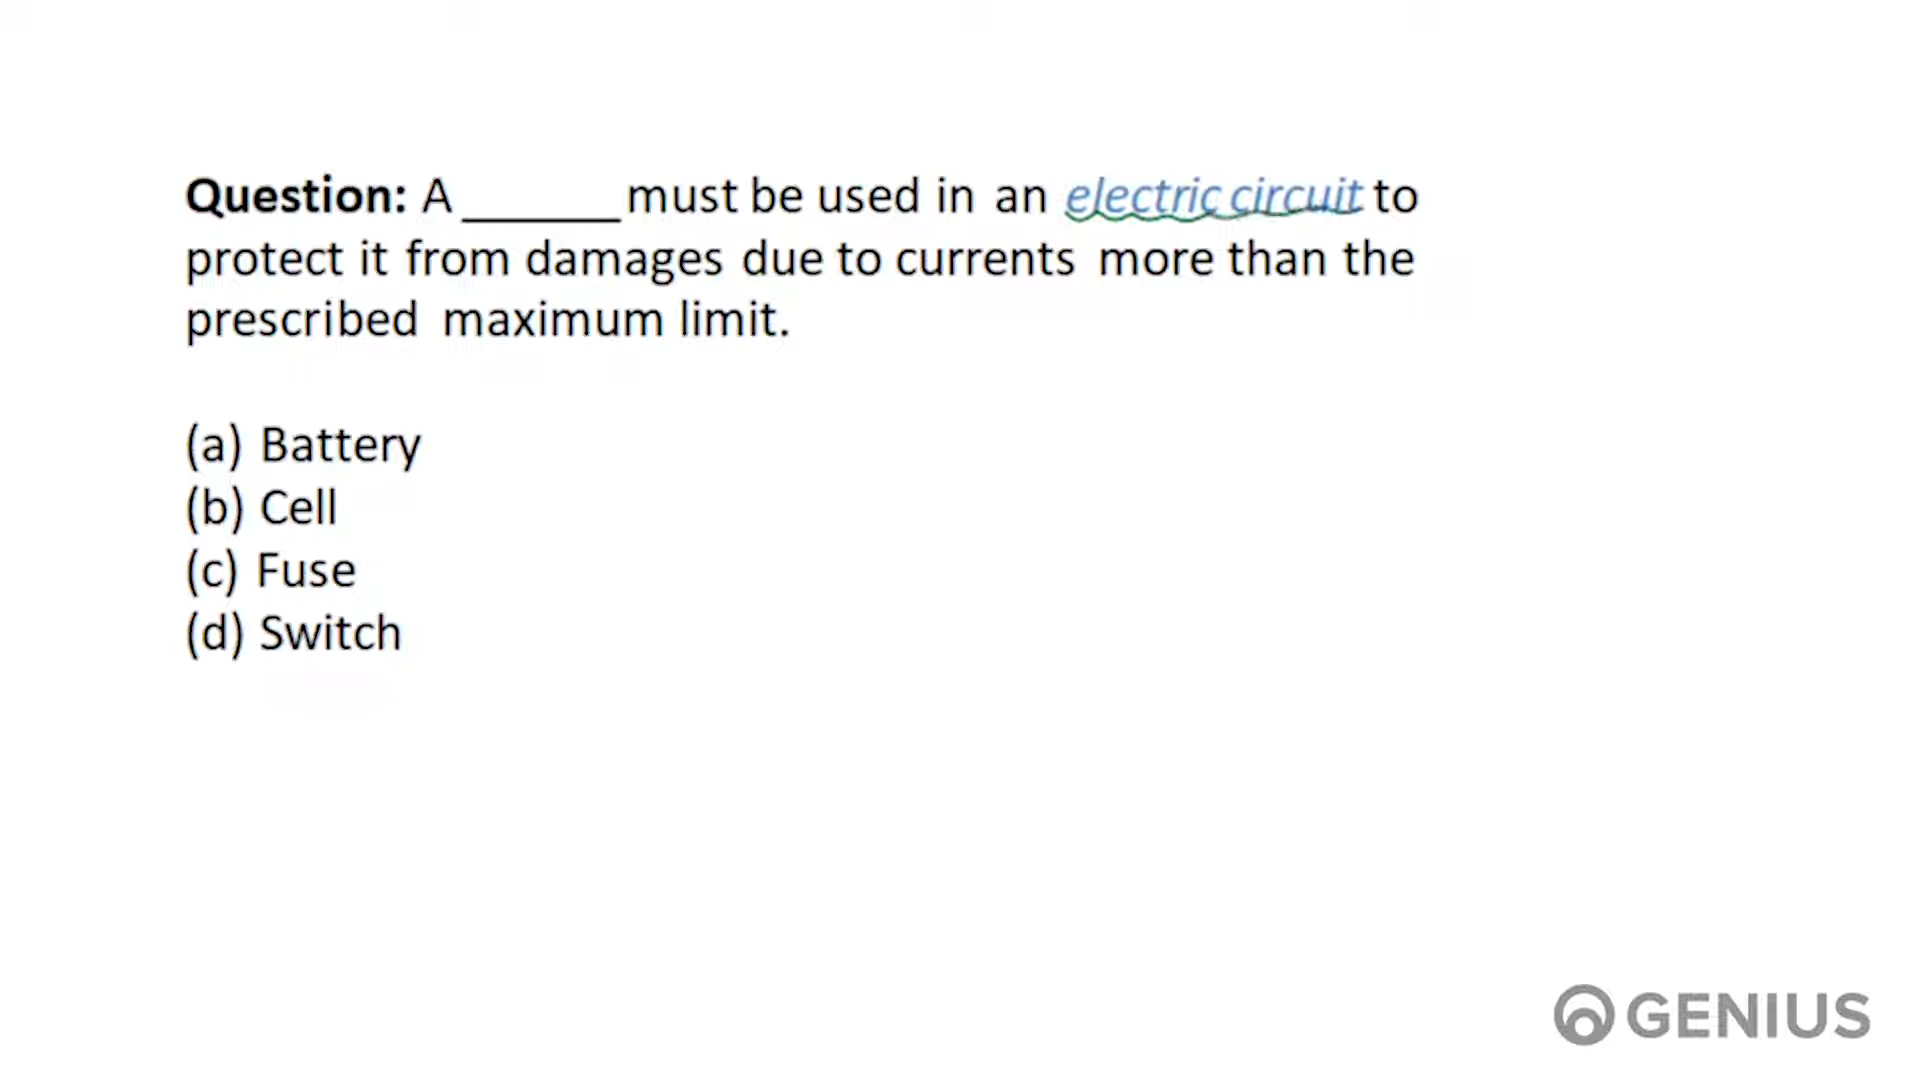 Question: A ______ must be used in an electric circuit to
protect it from damages due to currents more than the
prescribed maximum limit.
(a) Battery
(b) Cell
(c) Fuse
(d) Switch
GENIUS